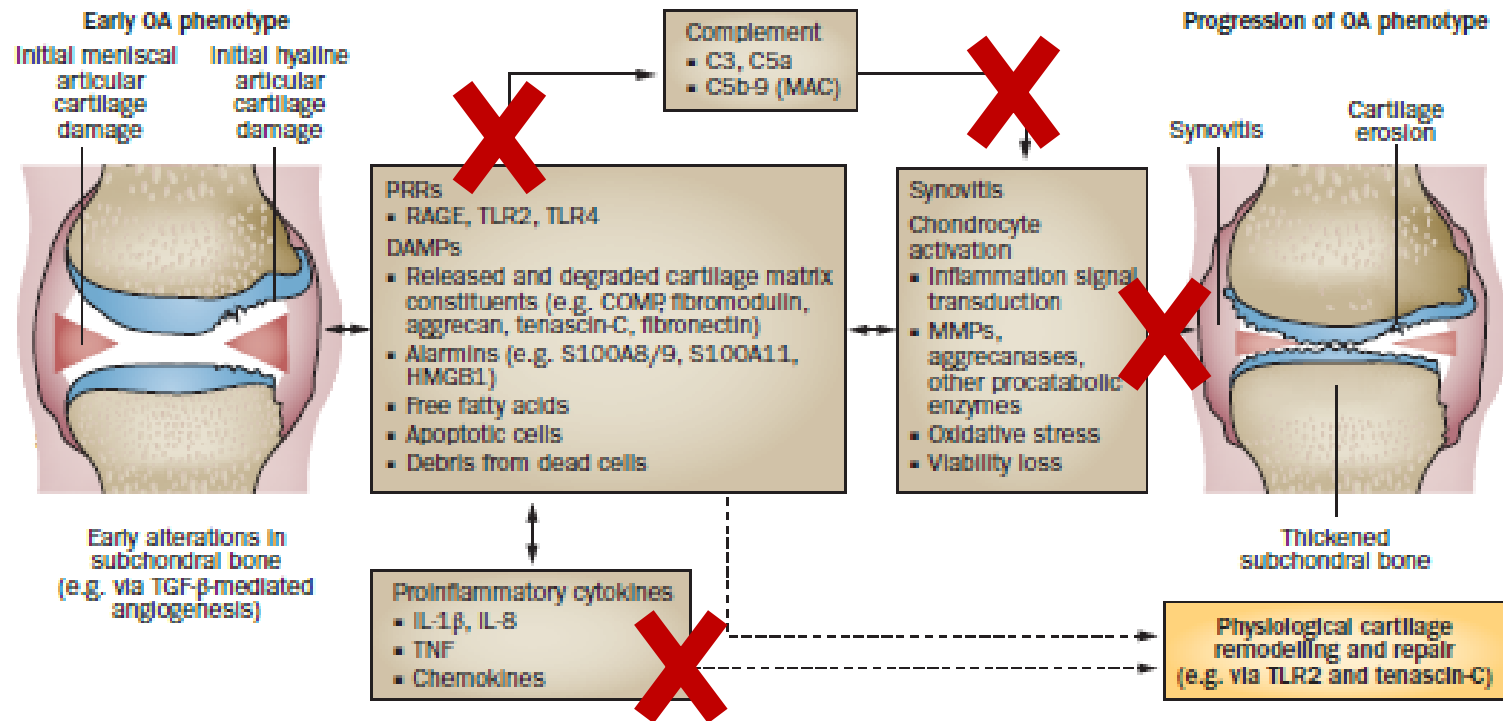 Early OA phenotype
Initial meniscal
articular
cartilage
damage
Initial hyaline
articular
cartilage
damage
Early alterations in
subchondral bone
(e.g. via TGF-β-mediated
angiogenesis)
Complement
▪ C3, C5a
▪ C5b-9 (MAC)
PRRs
▪ RAGE, TLR2, TLR4
DAMPs
▪ Released and degraded cartilage matrix
constituents (e.g. COMP, fibromodulin,
aggrecan, tenascin-C, fibronectin)
▪ Alarmins (e.g. S100A8/9, S100A11,
HMGB1)
▪ Free fatty acids
▪ Apoptotic cells
▪ Debris from dead cells
Proinflammatory cytokines
▪ IL-1β, IL-8
▪ TNF
▪ Chemokines
Synovitis
Chondrocyte
activation
▪ Inflammation signal
transduction
▪ MMPs,
aggrecanases,
other procatabolic
enzymes
▪ Oxidative stress
▪ Viability loss
Progression of OA phenotype
Synovitis
Cartilage
erosion
Thickened
subchondral bone
Physiological cartilage
remodelling and repair
(e.g. via TLR2 and tenascin-C)